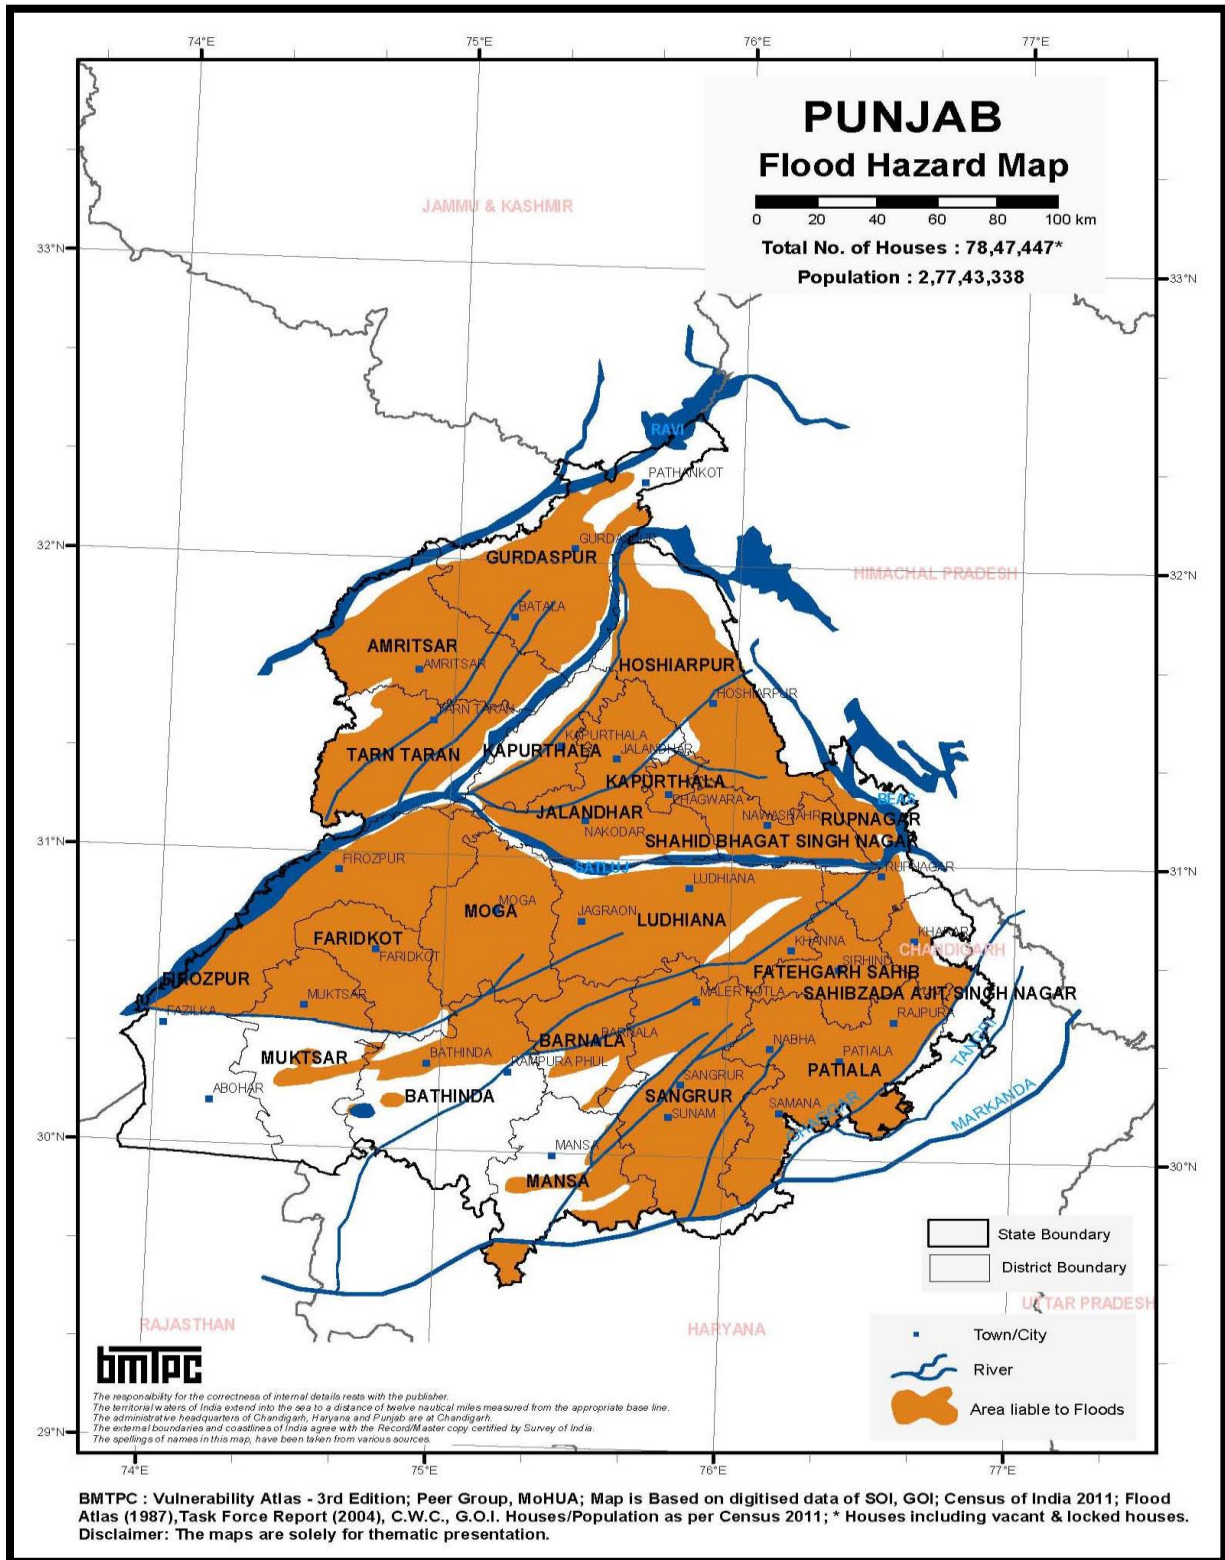 74°E 75°E 76°E 77°E
PUNJAB
Flood Hazard Map
0 20 40 60 80 100 km
Total No. of Houses : 78,47,447*
Population : 2,77,43,338
JAMMU & KASHMIR
33°N
33°N
RAVI
PATHANKOT
32°N
GURDASPUR
GURDASPUR
HIMACHAL PRADESH
32°N
BATALA
AMRITSAR
AMRITSAR
HOSHIARPUR
HOSHIARPUR
TARN TARAN
TARN TARAN
KAPURTHALA
KAPURTHALA
JALANDHAR
KAPURTHALA
PHAGWARA
BEAS
JALANDHAR
NAWASHAHR
RUPNAGAR
NAKODAR
SHAHID BHAGAT SINGH NAGAR
31°N
FIROZPUR
SATLUJ
RUPNAGAR
31°N
LUDHIANA
MOGA
MOGA
JAGRAON
LUDHIANA
FARIDKOT
FARIDKOT
KHANNA
KHARAR
CHANDIGARH
SIRHIND
FIROZPUR
FATEHGARH SAHIB
MUKTSAR
MALER KOTLA
SAHIBZADA AJIT SINGH NAGAR
FAZILKA
RAJPURA
BARNALA
BARNALA
NABHA
TANGRI
MUKTSAR
BATHINDA
RAMPURA PHUL
PATIALA
PATIALA
ABOHAR
BATHINDA
SANGRUR
SANGRUR
SUNAM
SAMANA
GHAGGAR
MARKANDA
30°N
MANSA
MANSA
30°N
State Boundary
District Boundary
RAJASTHAN
HARYANA
UTTAR PRADESH
Town/City
River
Area liable to Floods
bmTPC
The responsibility for the correctness of internal details rests with the publisher.
The territorial waters of India extend into the sea to a distance of twelve nautical miles measured from the appropriate base line.
The administrative headquarters of Chandigarh, Haryana and Punjab are at Chandigarh.
The external boundaries and coastlines of India agree with the Record/Master copy certified by Survey of India.
The spellings of names in this map, have been taken from various sources.
29°N
29°N
74°E 75°E 76°E 77°E
BMTPC : Vulnerability Atlas - 3rd Edition; Peer Group, MoHUA; Map is Based on digitised data of SOI, GOI; Census of India 2011; Flood
Atlas (1987),Task Force Report (2004), C.W.C., G.O.I. Houses/Population as per Census 2011; * Houses including vacant & locked houses.
Disclaimer: The maps are solely for thematic presentation.